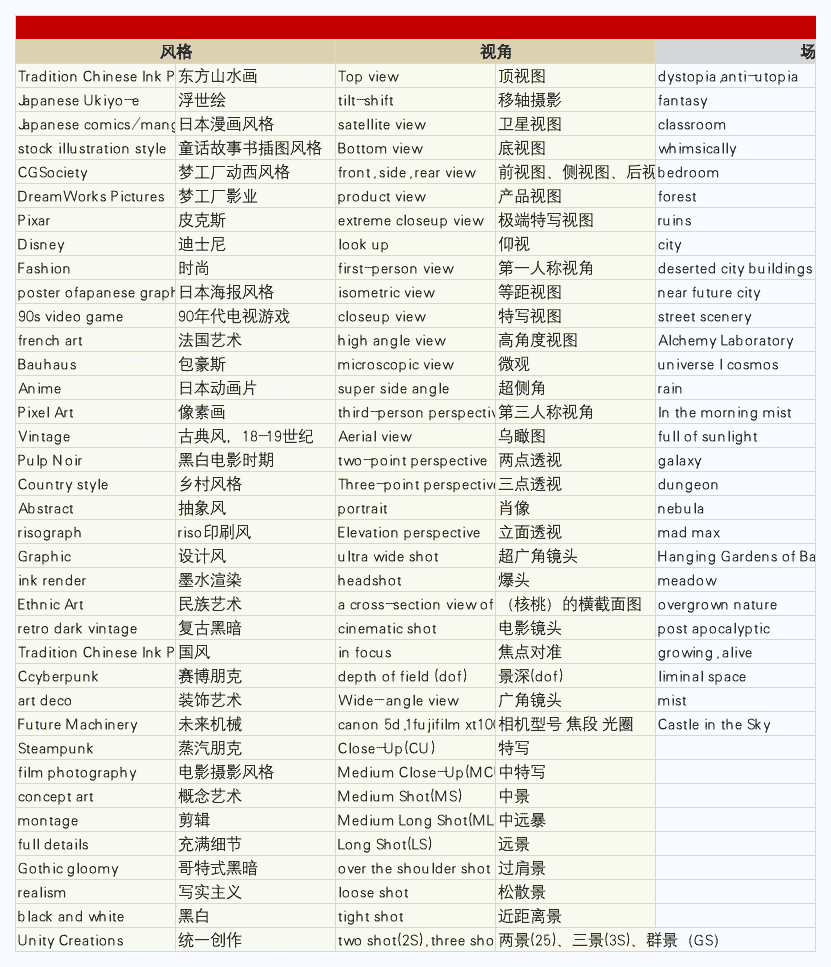 风格 视角 场
Tradition Chinese Ink P 东方山水画 Top view 顶视图 dystopia,anti-utopia
Japanese Ukiyo-e 浮世绘 tilt-shift 移轴摄影 fantasy
Japanese comics/mang 日本漫画风格 satellite view 卫星视图 classroom
stock illustration style 童话故事书插图风格 Bottom view 底视图 whimsically
CGSociety 梦工厂动西风格 front,side,rear view 前视图、侧视图、后视 bedroom
DreamWorks Pictures 梦工厂影业 product view 产品视图 forest
Pixar 皮克斯 extreme closeup view 极端特写视图 ruins
Disney 迪士尼 look up 仰视 city
Fashion 时尚 first-person view 第一人称视角 deserted city buildings
poster ofapanese graph 日本海报风格 isometric view 等距视图 near future city
90s video game 90年代电视游戏 closeup view 特写视图 street scenery
french art 法国艺术 high angle view 高角度视图 Alchemy Laboratory
Bauhaus 包豪斯 microscopic view 微观 universe I cosmos
Anime 日本动画片 super side angle 超侧角 rain
Pixel Art 像素画 third-person perspectiv 第三人称视角 In the morning mist
Vintage 古典风，18-19世纪 Aerial view 乌瞰图 full of sunlight
Pulp Noir 黑白电影时期 two-point perspective 两点透视 galaxy
Country style 乡村风格 Three-point perspective 三点透视 dungeon
Abstract 抽象风 portrait 肖像 nebula
risograph riso印刷风 Elevation perspective 立面透视 mad max
Graphic 设计风 ultra wide shot 超广角镜头 Hanging Gardens of Ba
ink render 墨水渲染 headshot 爆头 meadow
Ethnic Art 民族艺术 a cross-section view of （核桃）的横截面图 overgrown nature
retro dark vintage 复古黑暗 cinematic shot 电影镜头 post apocalyptic
Tradition Chinese Ink P 国风 in focus 焦点对准 growing,alive
Ccyberpunk 赛博朋克 depth of field (dof) 景深(dof) liminal space
art deco 装饰艺术 Wide-angle view 广角镜头 mist
Future Machinery 未来机械 canon 5d,1fujifilm xt10 相机型号 焦段 光圈 Castle in the Sky
Steampunk 蒸汽朋克 Close-Up(CU) 特写
film photography 电影摄影风格 Medium Close-Up(MC 中特写
concept art 概念艺术 Medium Shot(MS) 中景
montage 剪辑 Medium Long Shot(ML 中远暴
full details 充满细节 Long Shot(LS) 远景
Gothic gloomy 哥特式黑暗 over the shoulder shot 过肩景
realism 写实主义 loose shot 松散景
black and white 黑白 tight shot 近距离景
Unity Creations 统一创作 two shot(2S),three sho 两景(25)、三景(3S)、群景（GS)